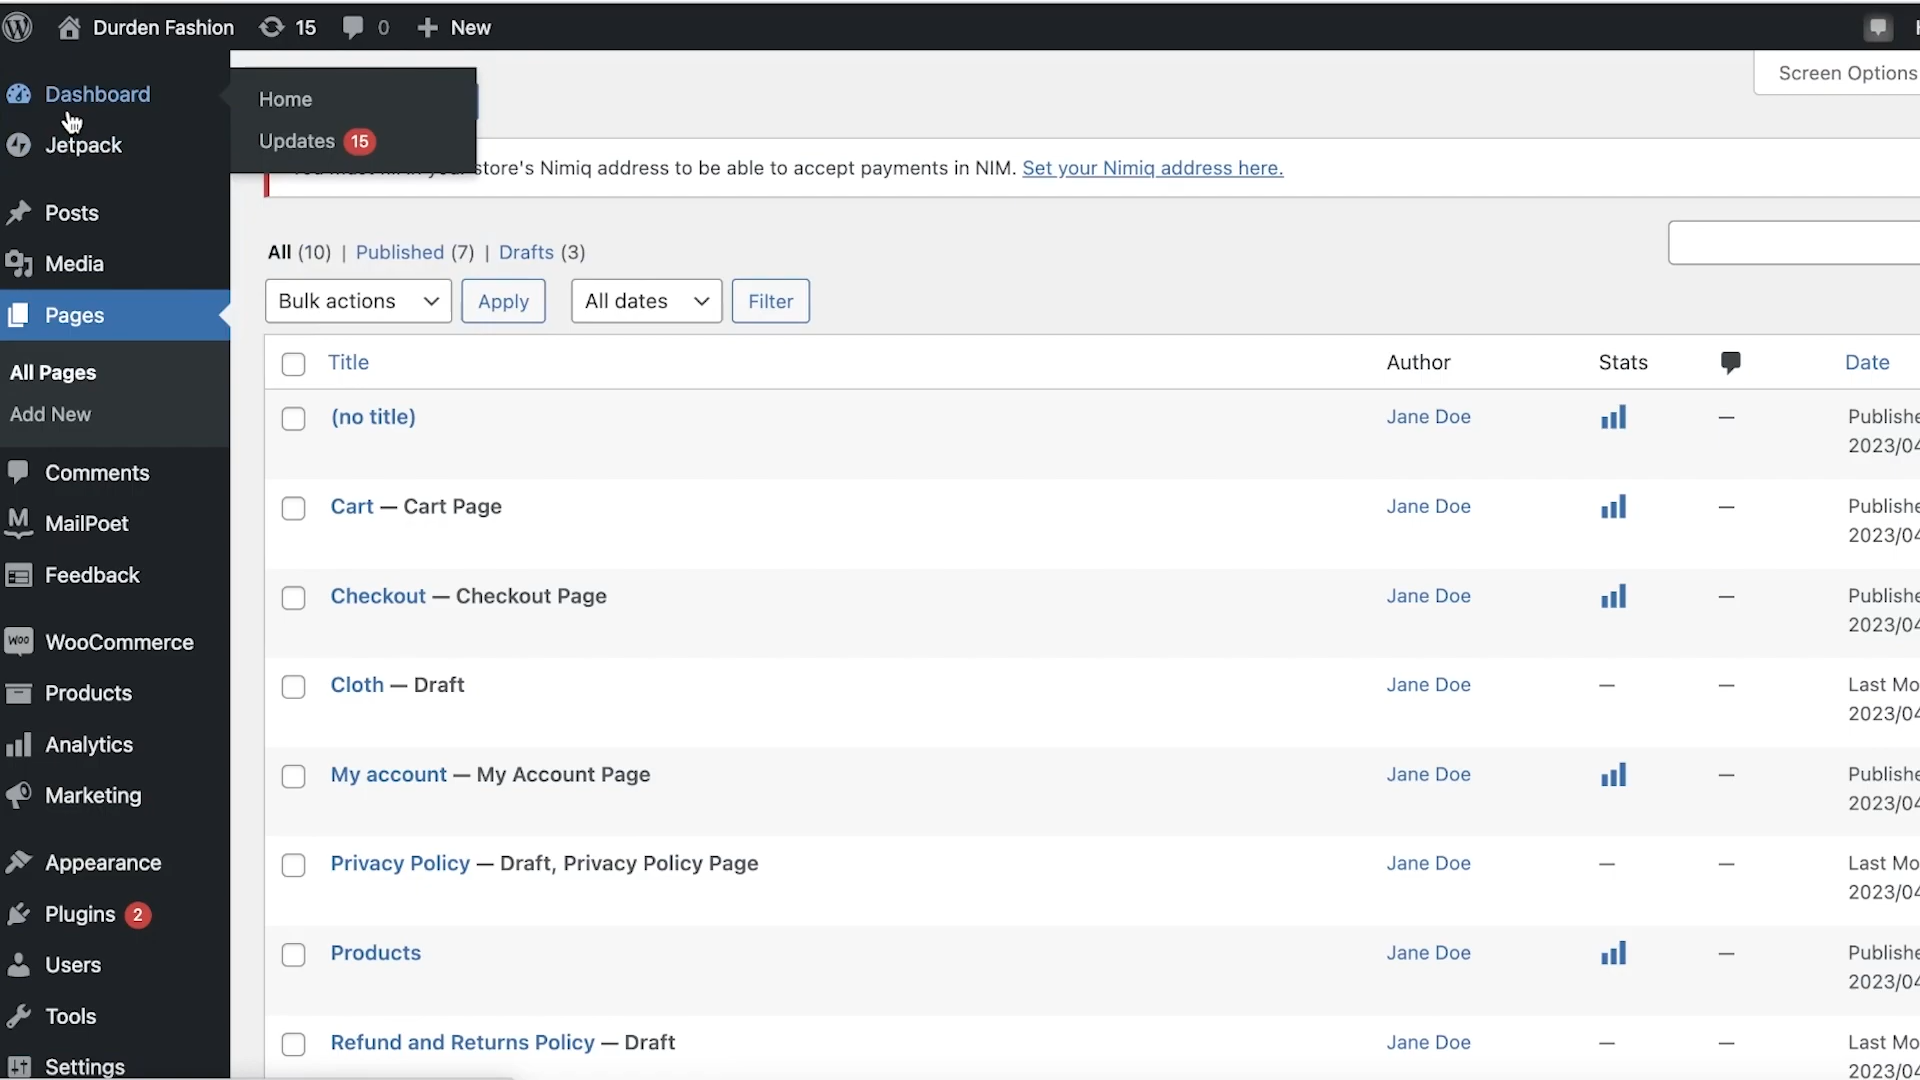 Durden Fashion 15 0 New
Screen Options
Dashboard
Home
Updates 15
Jetpack
store's Nimiq address to be able to accept payments in NIM. Set your Nimiq address here.
Posts
Media
Pages
All Pages
Add New
Comments
MailPoet
Feedback
WooCommerce
Products
Analytics
Marketing
Appearance
Plugins 2
Users
Tools
Settings
All (10) | Published (7) | Drafts (3)
Bulk actions Apply All dates Filter
Title Author Stats Date
(no title) Jane Doe — Publishe
2023/04
Cart — Cart Page Jane Doe — Publishe
2023/04
Checkout — Checkout Page Jane Doe — Publishe
2023/04
Cloth — Draft Jane Doe — — Last Mo
2023/04
My account — My Account Page Jane Doe — Publishe
2023/04
Privacy Policy — Draft, Privacy Policy Page Jane Doe — — Last Mo
2023/04
Products Jane Doe — Publishe
2023/04
Refund and Returns Policy — Draft Jane Doe — — Last Mo
2023/04